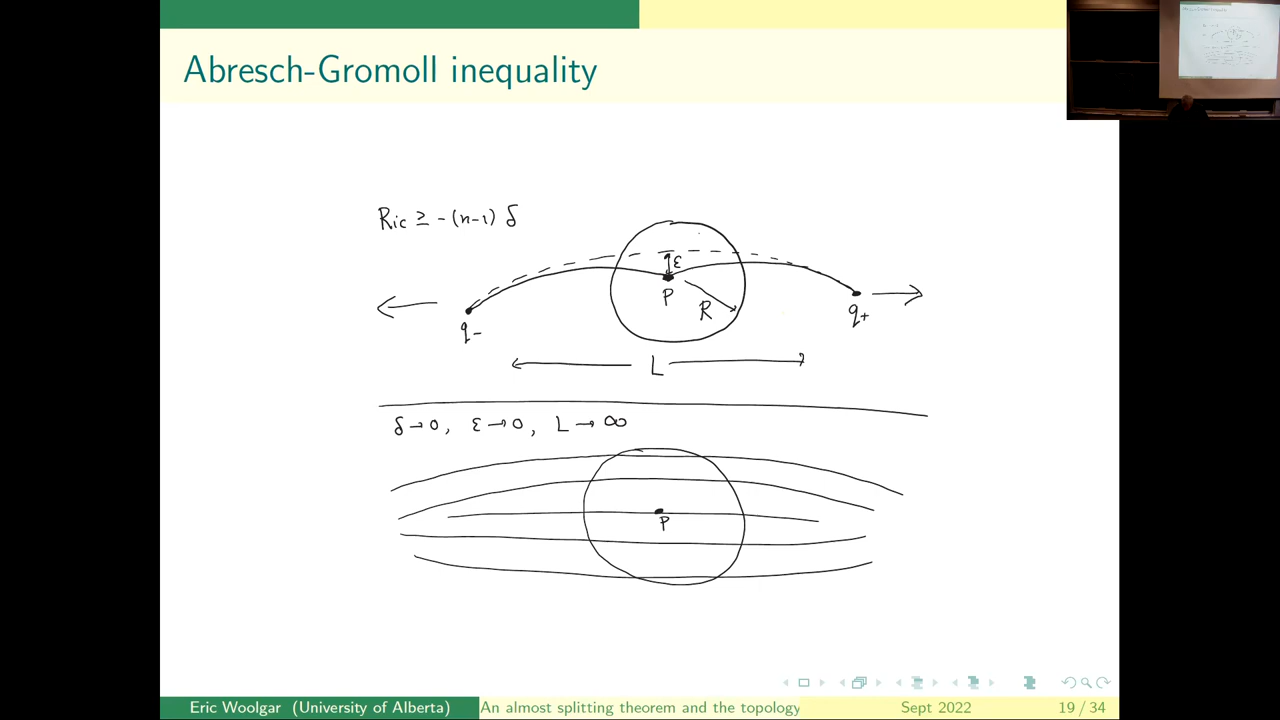 Abresch-Gromoll inequality
Ric ≥ -(n-1) δ
ε
P
R
q-
q+
L
δ→0, ε→0, L→∞
P
Eric Woolgar (University of Alberta) An almost splitting theorem and the topology Sept 2022 19 / 34